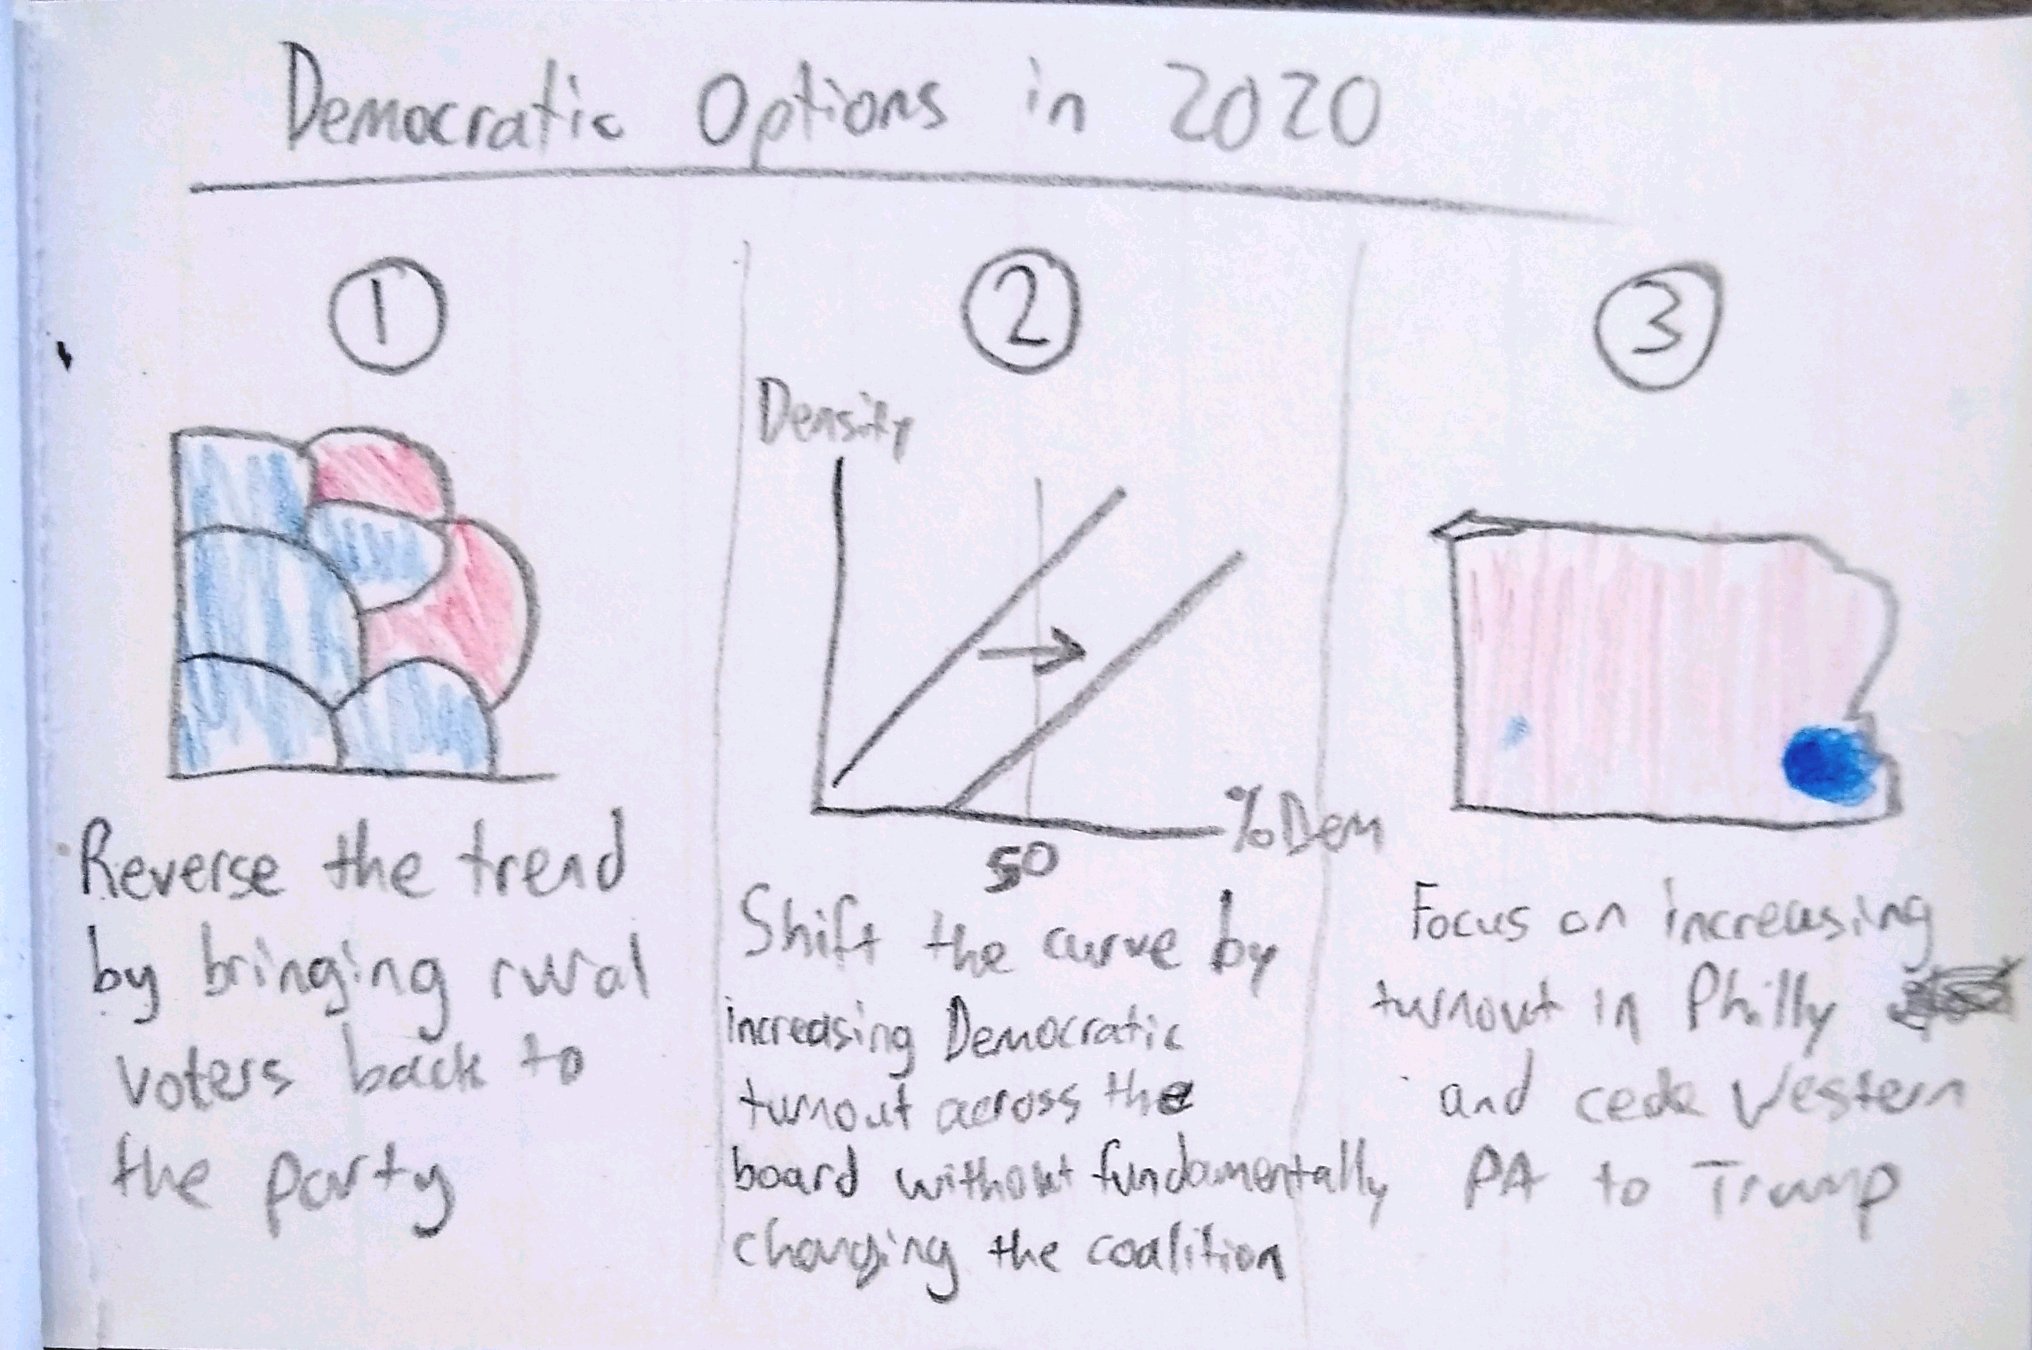 Democratic Options in 2020
1
Reverse the trend
by bringing rural
voters back to
the party
2
Density
%Dem
50
Shift the curve by
increasing Democratic
turnout across the
board without fundamentally
changing the coalition
3
Focus on increasing
turnout in Philly
and cede Western
PA to Trump